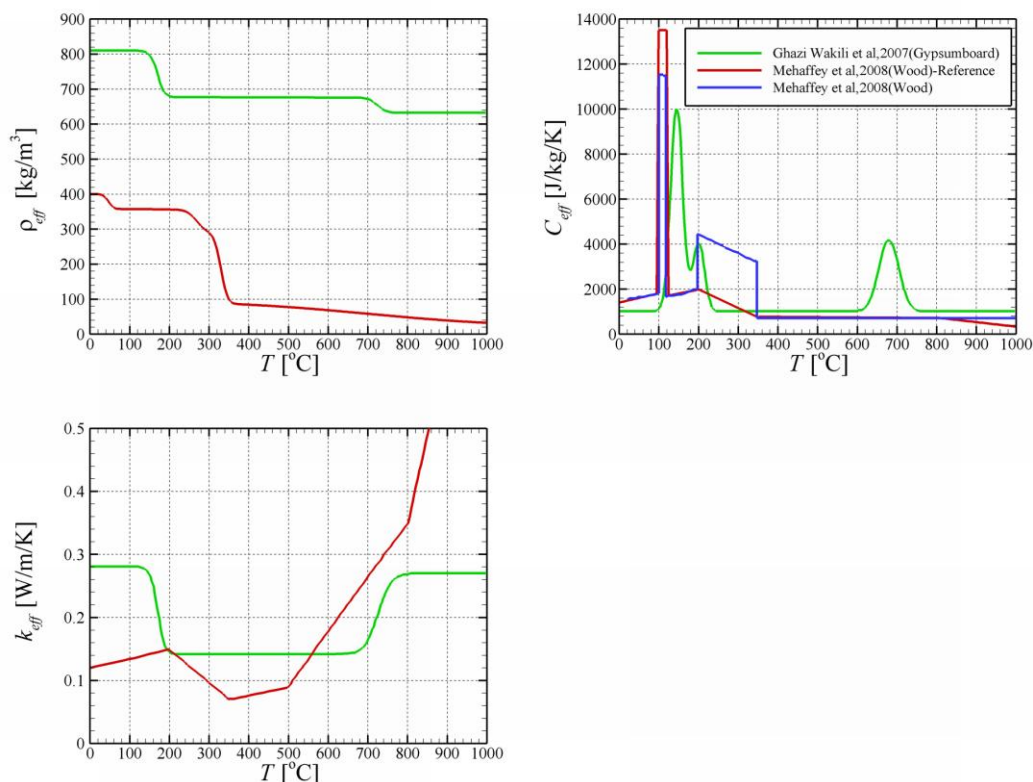 900
800
700
600
500
400
300
200
100
0
ρeff [kg/m³]
0 100 200 300 400 500 600 700 800 900 1000
T [°C]
14000
12000
10000
8000
6000
4000
2000
0
Ceff [J/kg/K]
Ghazi Wakili et al,2007(Gypsumboard)
Mehaffey et al,2008(Wood)-Reference
Mehaffey et al,2008(Wood)
0 100 200 300 400 500 600 700 800 900 1000
T [°C]
0.5
0.4
0.3
0.2
0.1
0
keff [W/m/K]
0 100 200 300 400 500 600 700 800 900 1000
T [°C]